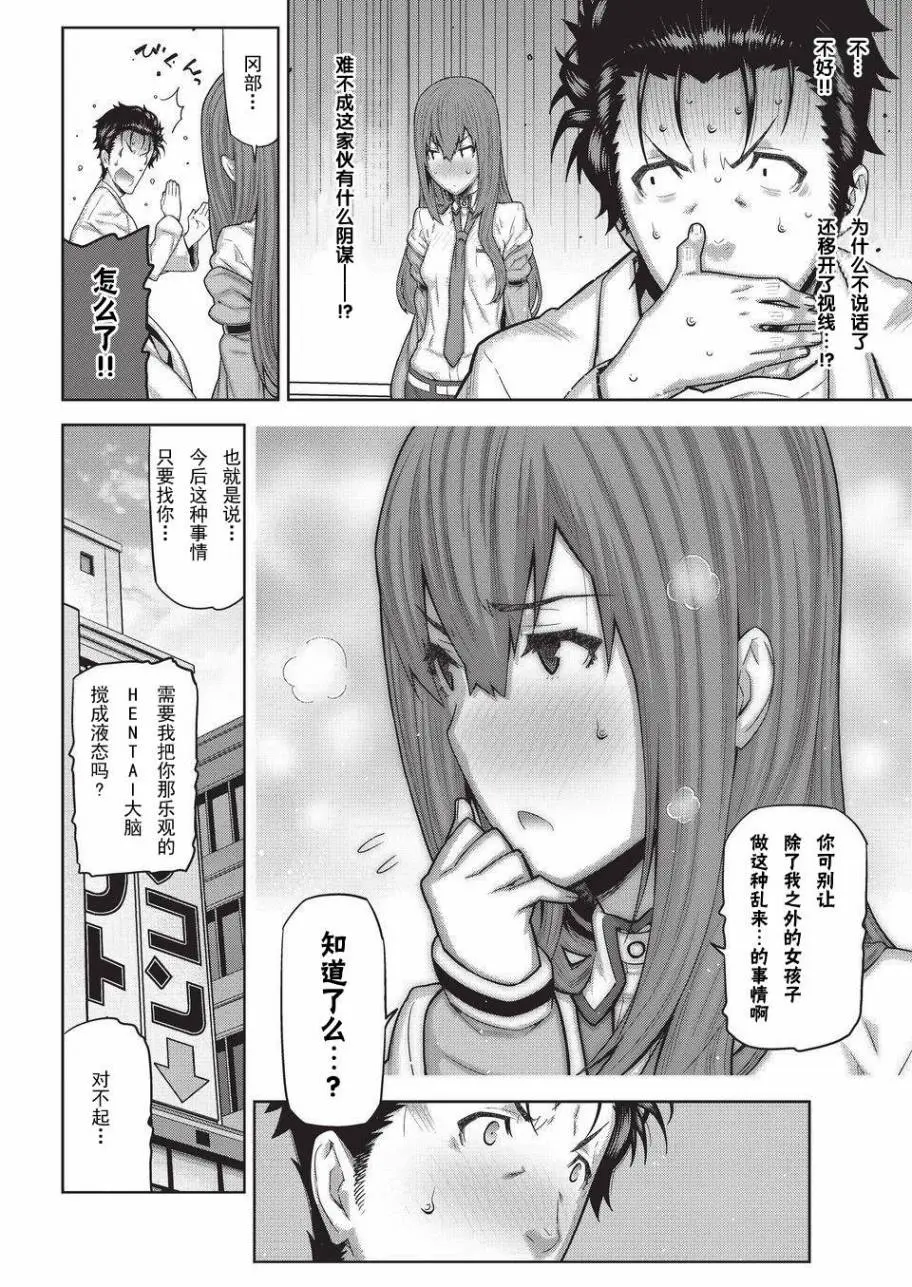 不…
不好!!
为什么不说话了
还移开了视线…!?
难不成这家伙有什么阴谋——!?
冈部…
びくんっ
怎么了!!
你可别让
除了我之外的女孩子
做这种乱来…的事情啊
知道了么…?
也就是说…
今后这种事情
只要找你…
需要我把你那乐观的
HENTAI大脑
搅成液态吗?
对不起…
コン
ト